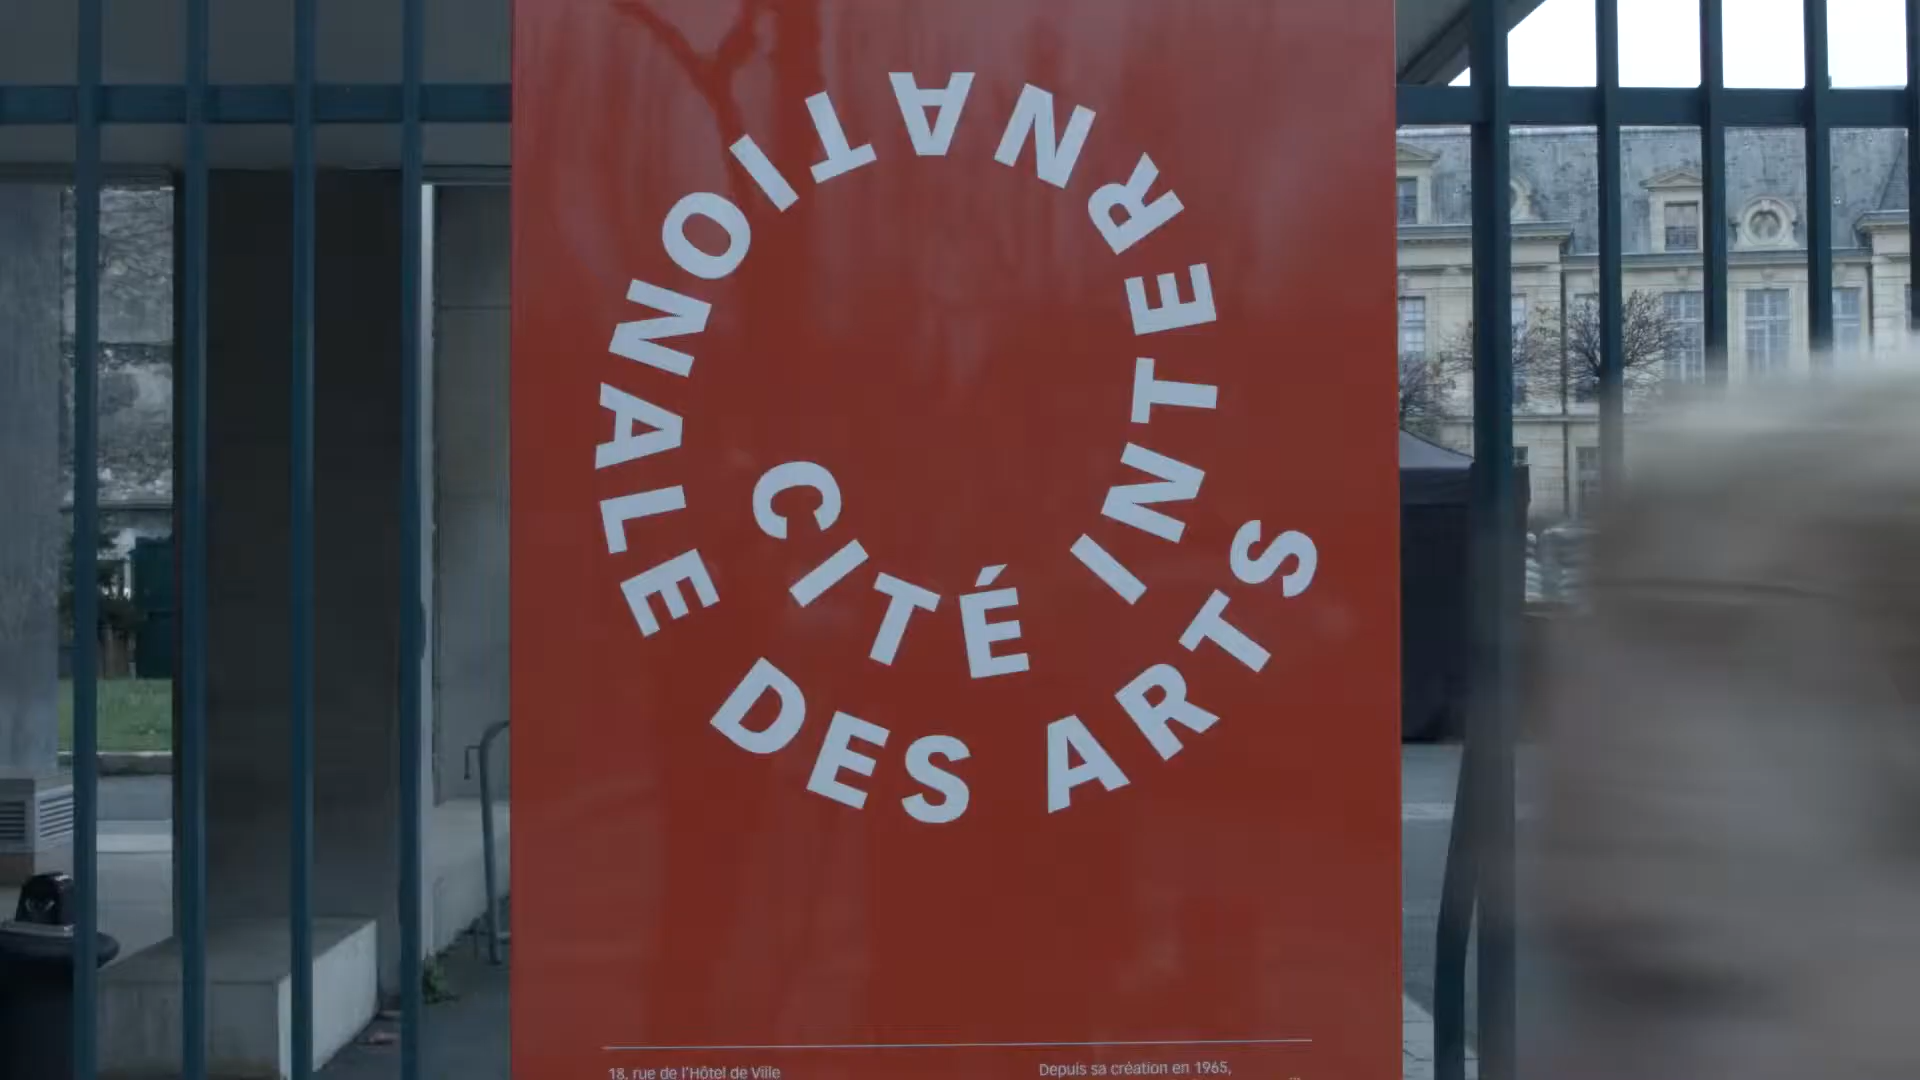 CITÉ INTERNATIONALE DES ARTS
18, rue de l'Hôtel de Ville
Depuis sa création en 1965,